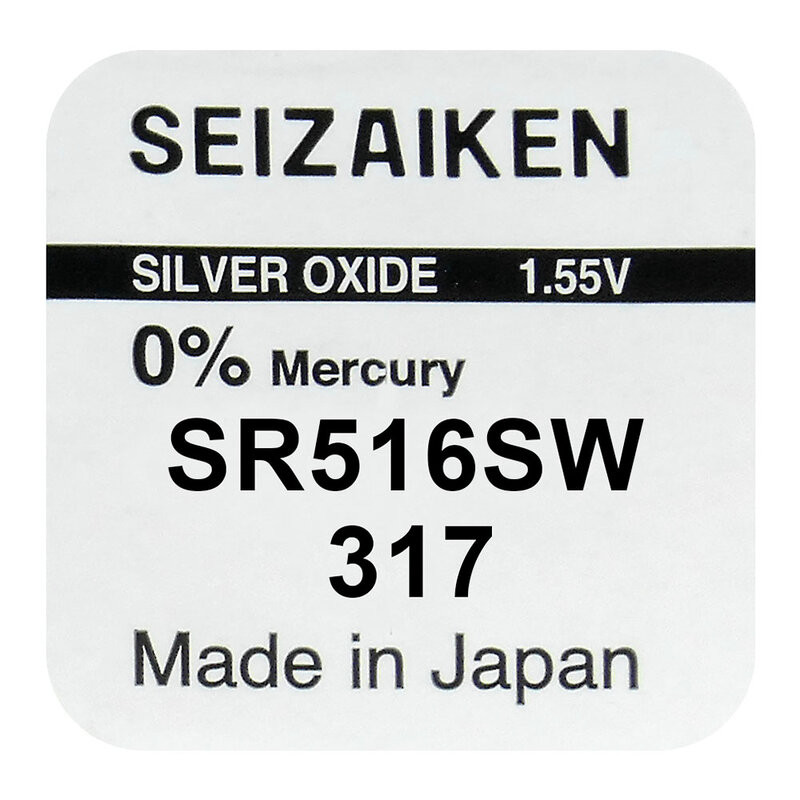 SEIZAIKEN
SILVER OXIDE 1.55V
0% Mercury
SR516SW
317
Made in Japan